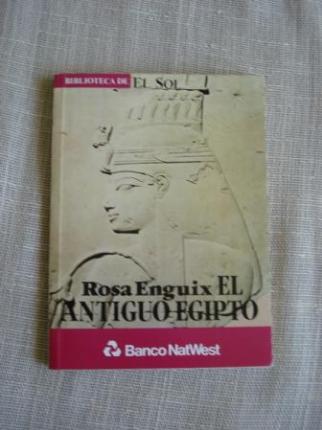 BIBLIOTECA DE EL SOL
Rosa Enguix EL
ANTIGUO EGIPTO
Banco NatWest